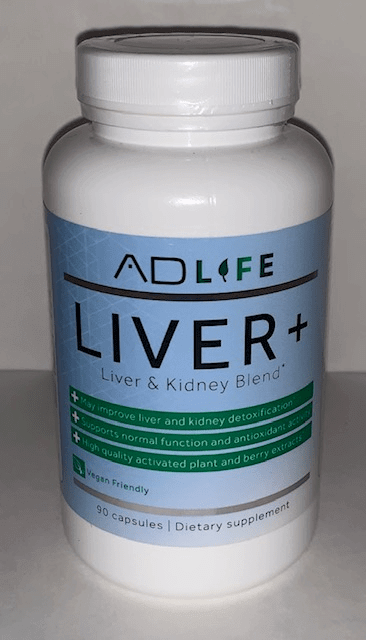 ADLIFE
LIVER+
Liver & Kidney Blend*
May improve liver and kidney detoxification
Supports normal function and antioxidant
High quality activated plant and berry extracts
Vegan Friendly
90 capsules | Dietary supplement